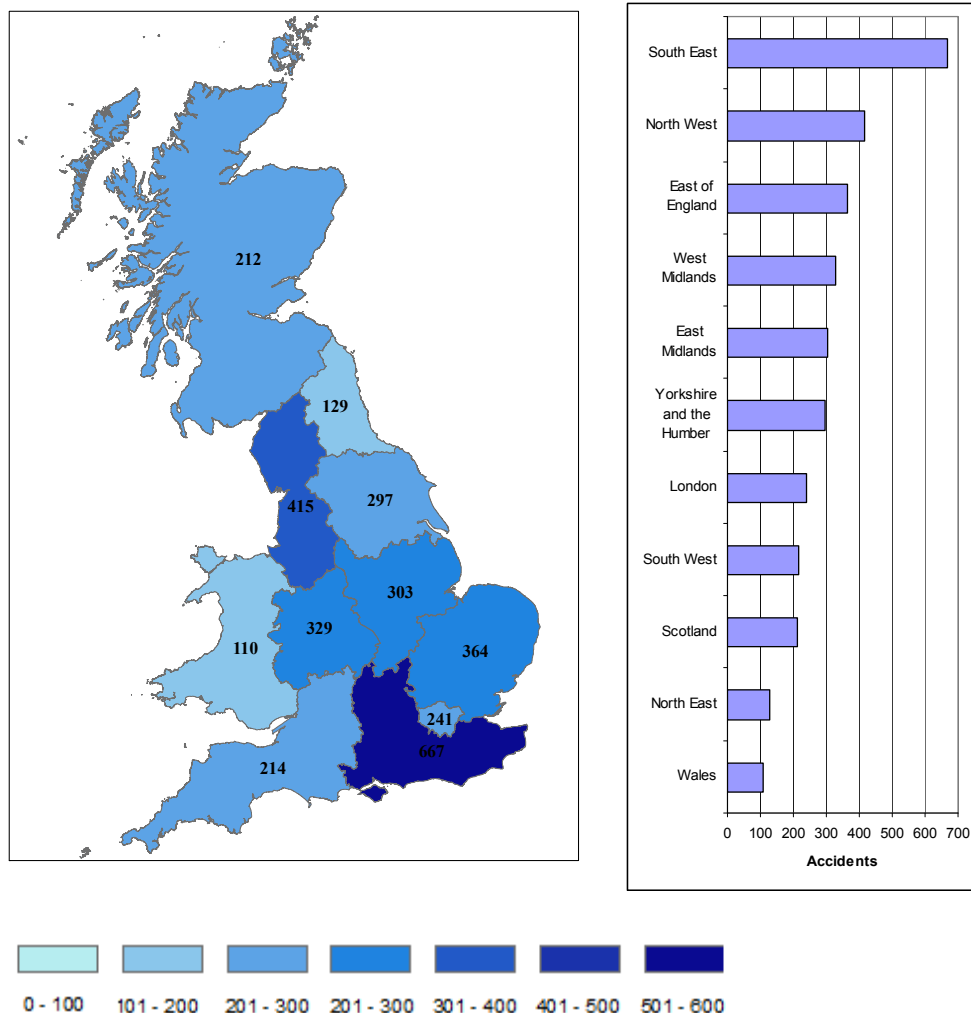 212
129
415
297
303
329
110
364
241
667
214
South East
North West
East of
England
West
Midlands
East
Midlands
Yorkshire
and the
Humber
London
South West
Scotland
North East
Wales
0 100 200 300 400 500 600 700
Accidents
0 - 100 101 - 200 201 - 300 201 - 300 301 - 400 401 - 500 501 - 600